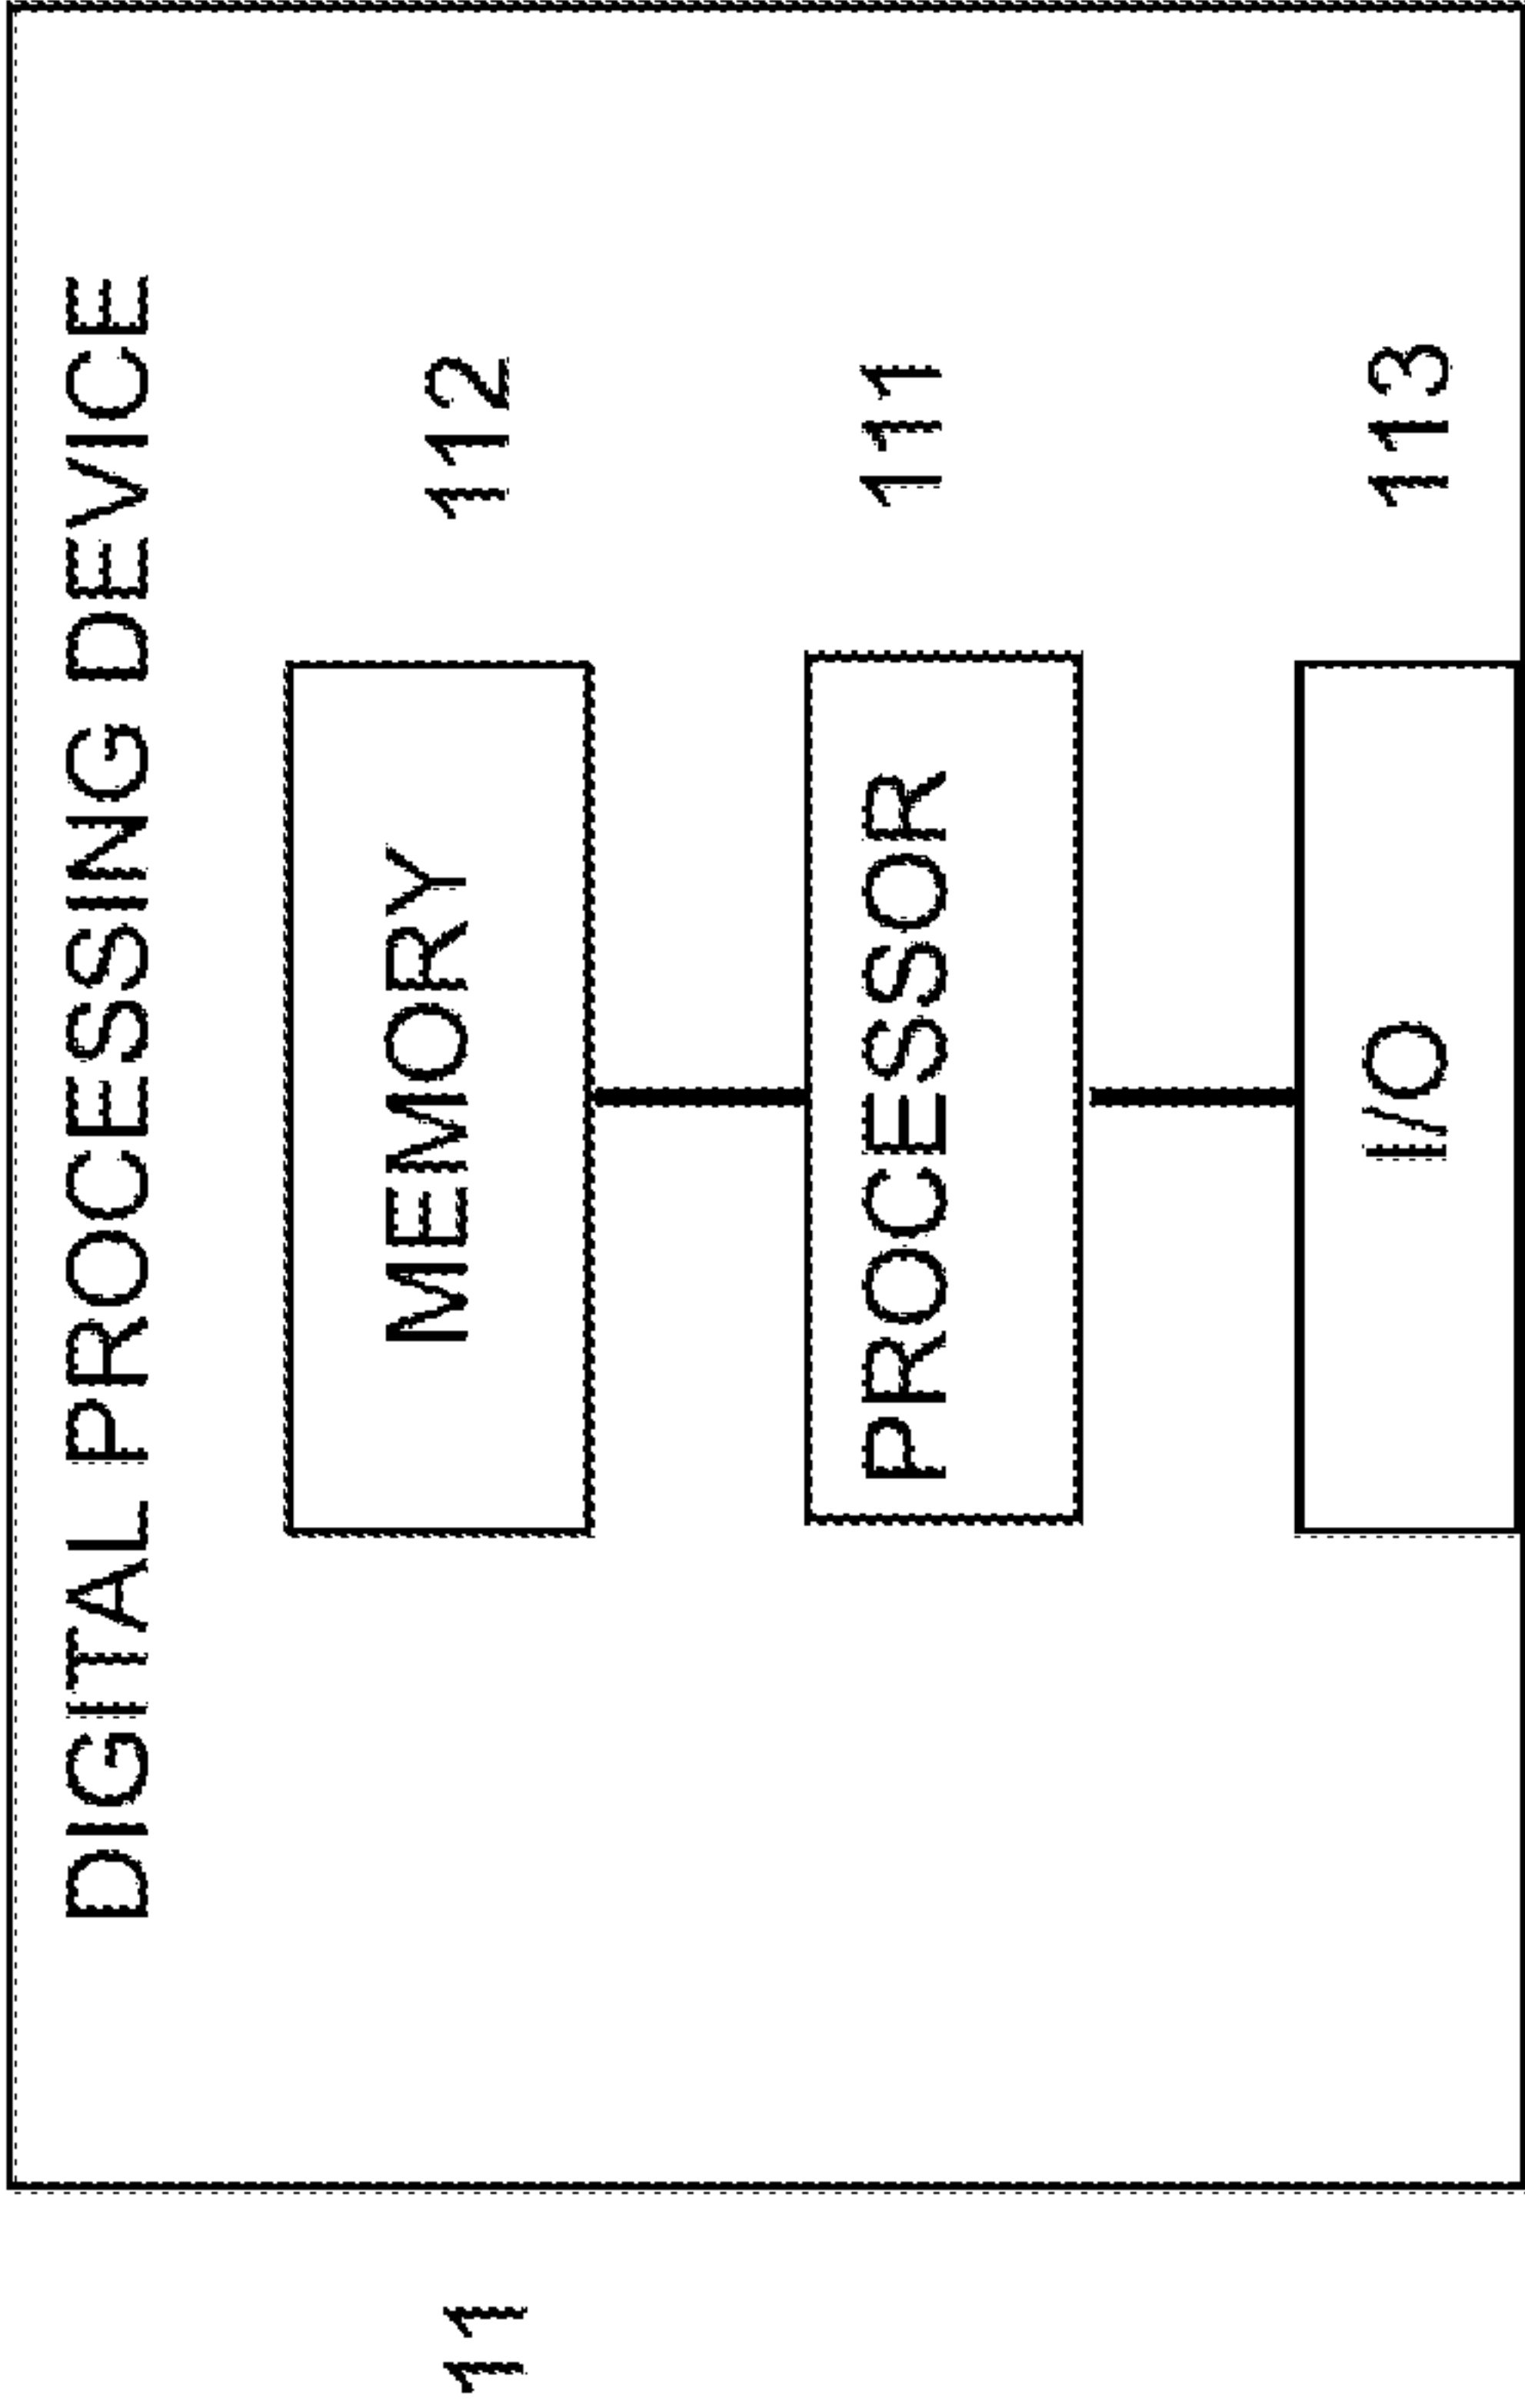 DIGITAL PROCESSING DEVICE
MEMORY 112
11
PROCESSOR 111
I/O 113